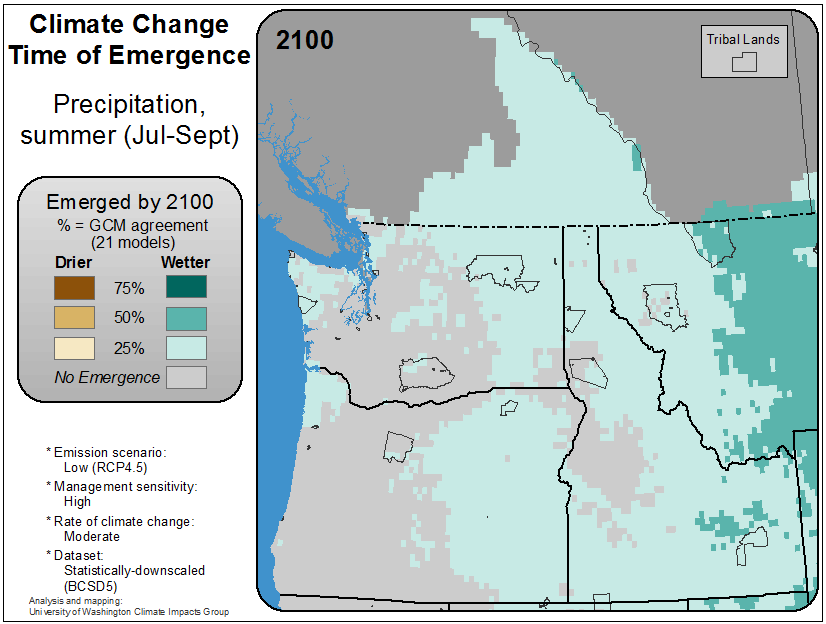 Climate Change
Time of Emergence
Precipitation,
summer (Jul-Sept)
Emerged by 2100
% = GCM agreement
(21 models)
Drier Wetter
75%
50%
25%
No Emergence
* Emission scenario:
Low (RCP4.5)
* Management sensitivity:
High
* Rate of climate change:
Moderate
* Dataset:
Statistically-downscaled
(BCSD5)
Analysis and mapping:
University of Washington Climate Impacts Group
2100
Tribal Lands